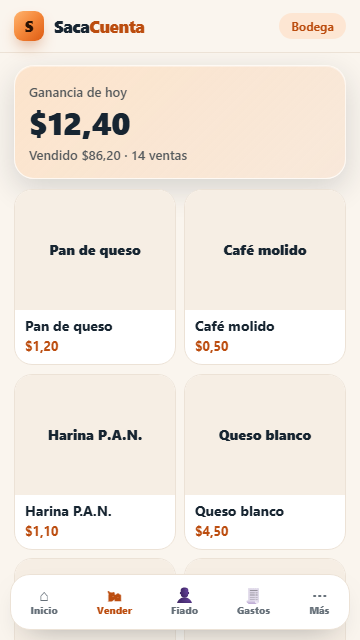 S SacaCuenta Bodega
Ganancia de hoy
$12,40
Vendido $86,20 · 14 ventas
Pan de queso
Café molido
Pan de queso
$1,20
Café molido
$0,50
Harina P.A.N.
Queso blanco
Harina P.A.N.
$1,10
Queso blanco
$4,50
Inicio
Vender
Fiado
Gastos
Más